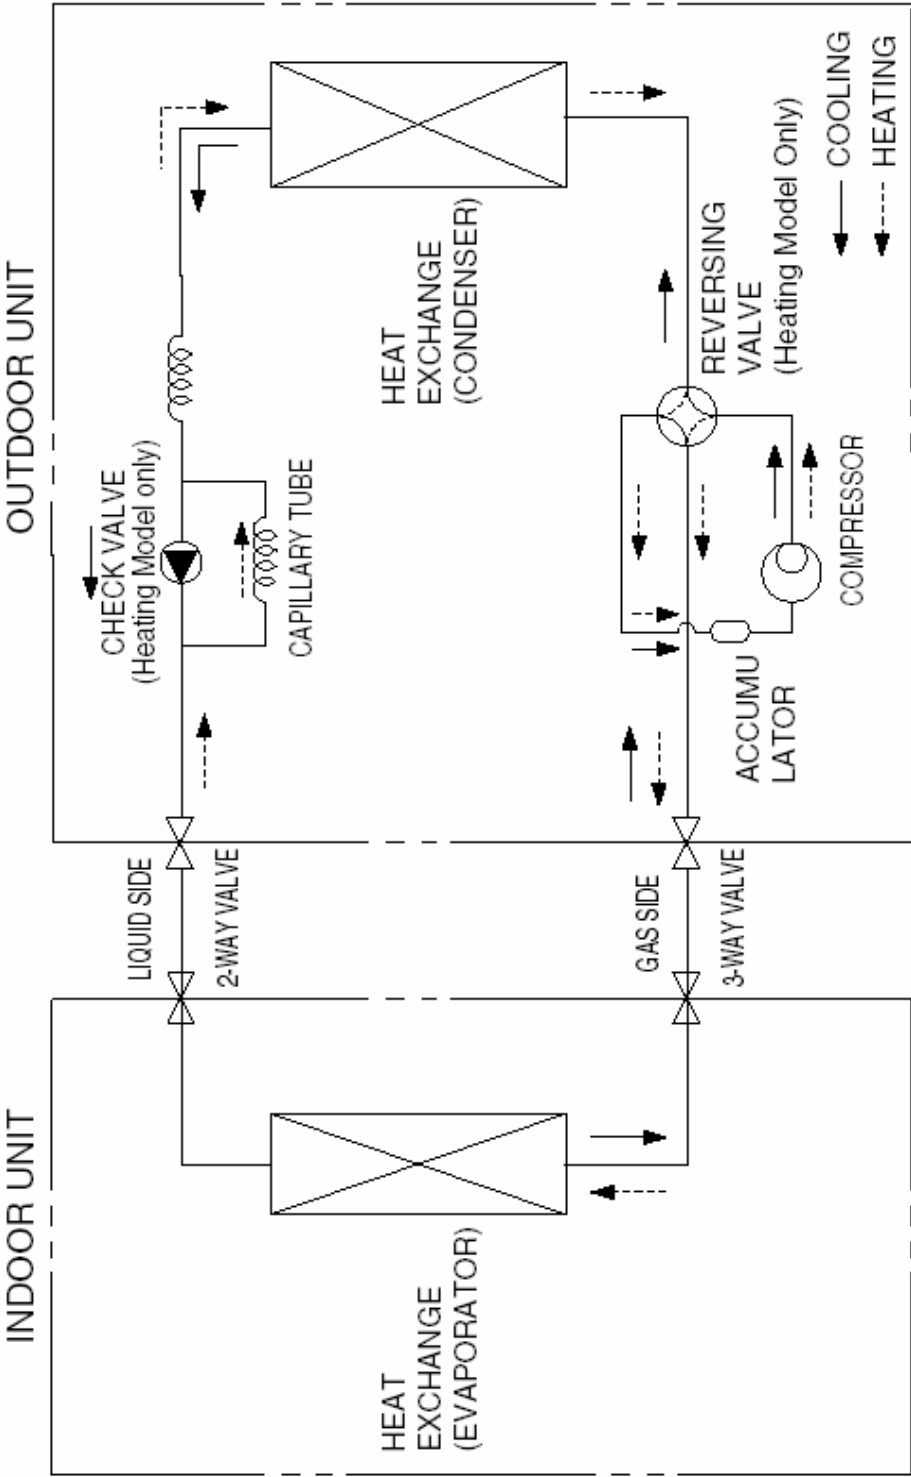 INDOOR UNIT
OUTDOOR UNIT
LIQUID SIDE
2-WAY VALVE
CHECK VALVE
(Heating Model only)
CAPILLARY TUBE
HEAT
EXCHANGE
(EVAPORATOR)
HEAT
EXCHANGE
(CONDENSER)
GAS SIDE
3-WAY VALVE
ACCUMU
LATOR
COMPRESSOR
REVERSING
VALVE
(Heating Model Only)
COOLING
HEATING